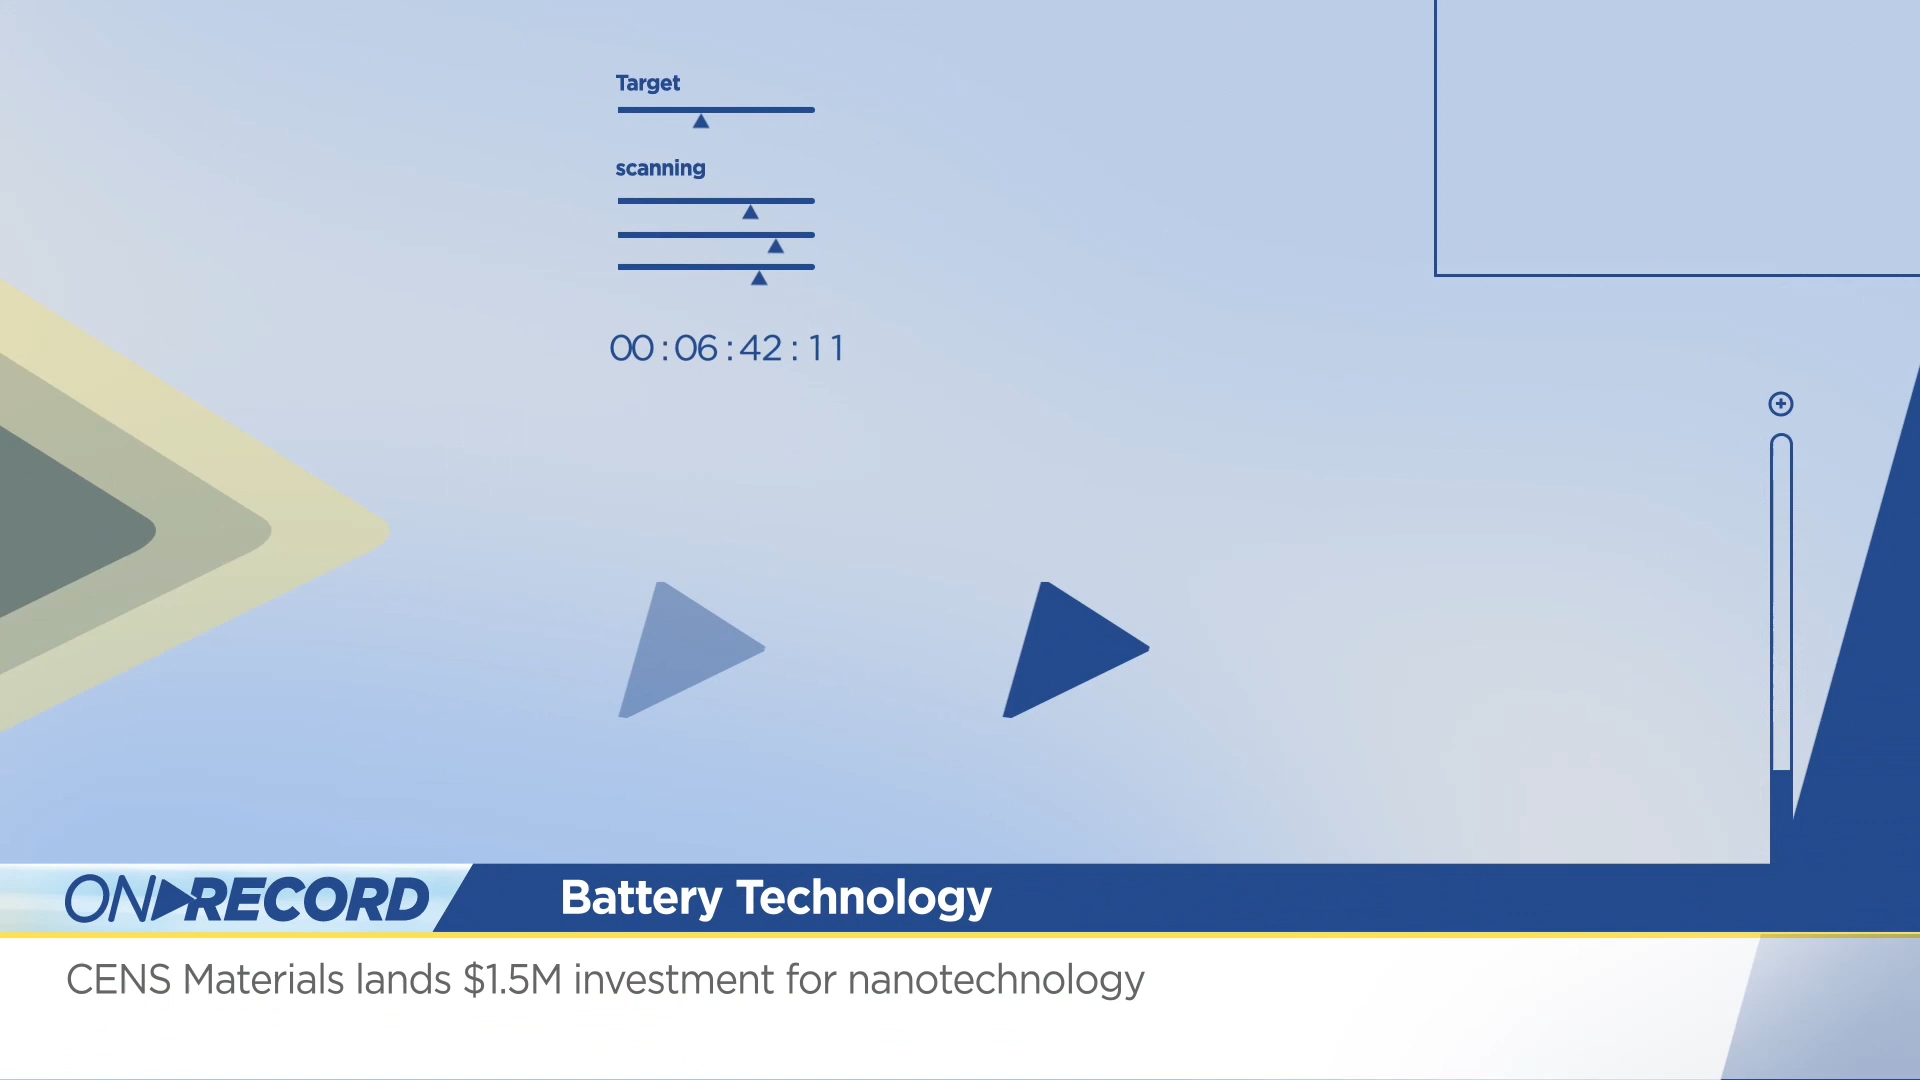 Target
scanning
00:06:42:11
ON RECORD
Battery Technology
CENS Materials lands $1.5M investment for nanotechnology